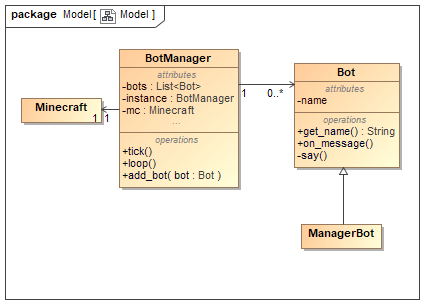 package Model[ Model ]
BotManager
attributes
-bots : List<Bot>
-instance : BotManager
-mc : Minecraft
...
operations
+tick()
+loop()
+add_bot( bot : Bot )
Minecraft
1 1
1
0..*
Bot
attributes
-name
operations
+get_name() : String
+on_message()
-say()
ManagerBot